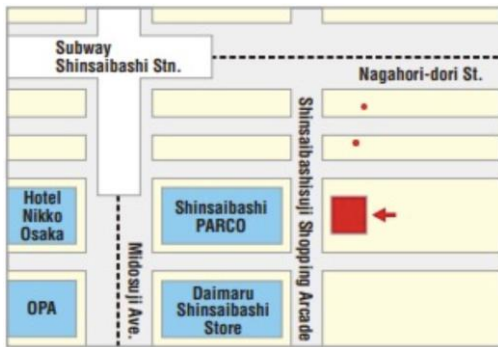 Subway
Shinsaibashi Stn.
Nagahori-dori St.
Shinsaibashisuji Shopping Arcade
Hotel
Nikko
Osaka
Shinsaibashi
PARCO
Midosuji Ave.
OPA
Daimaru
Shinsaibashi
Store